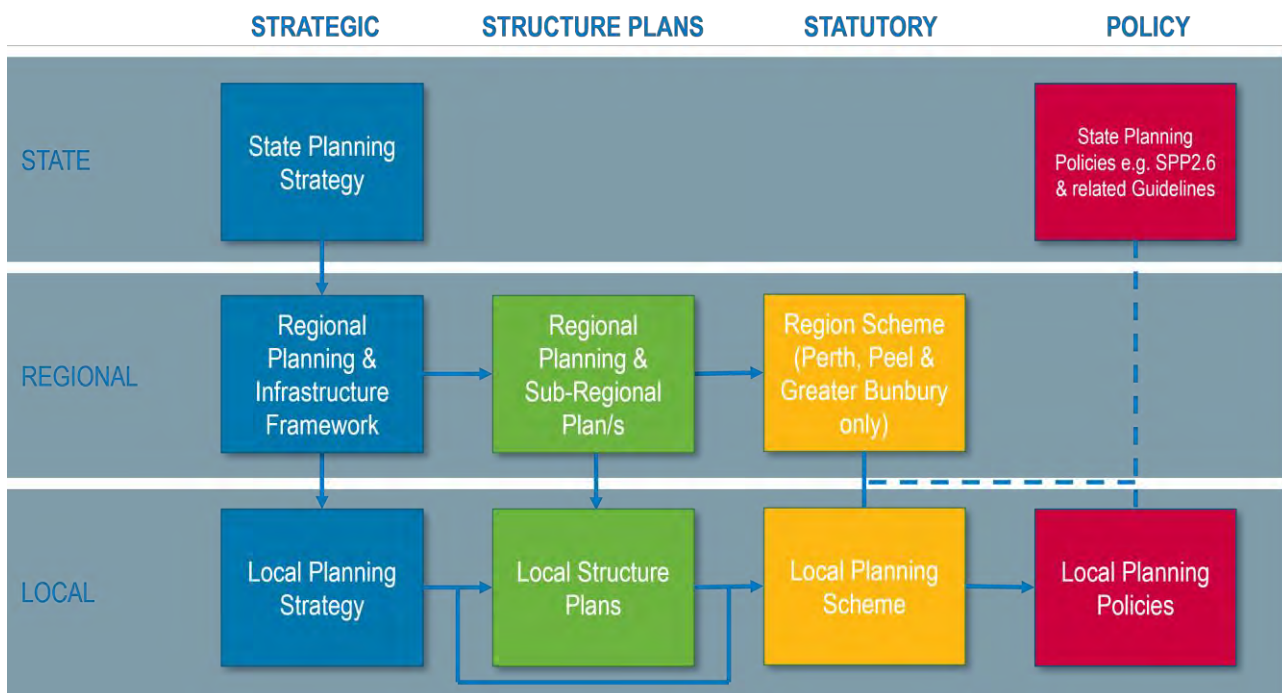 STRATEGIC STRUCTURE PLANS STATUTORY POLICY
STATE
State Planning
Strategy
State Planning
Policies e.g. SPP2.6
& related Guidelines
REGIONAL
Regional
Planning &
Infrastructure
Framework
Regional
Planning &
Sub-Regional
Plan/s
Region Scheme
(Perth, Peel &
Greater Bunbury
only)
LOCAL
Local Planning
Strategy
Local Structure
Plans
Local Planning
Scheme
Local Planning
Policies